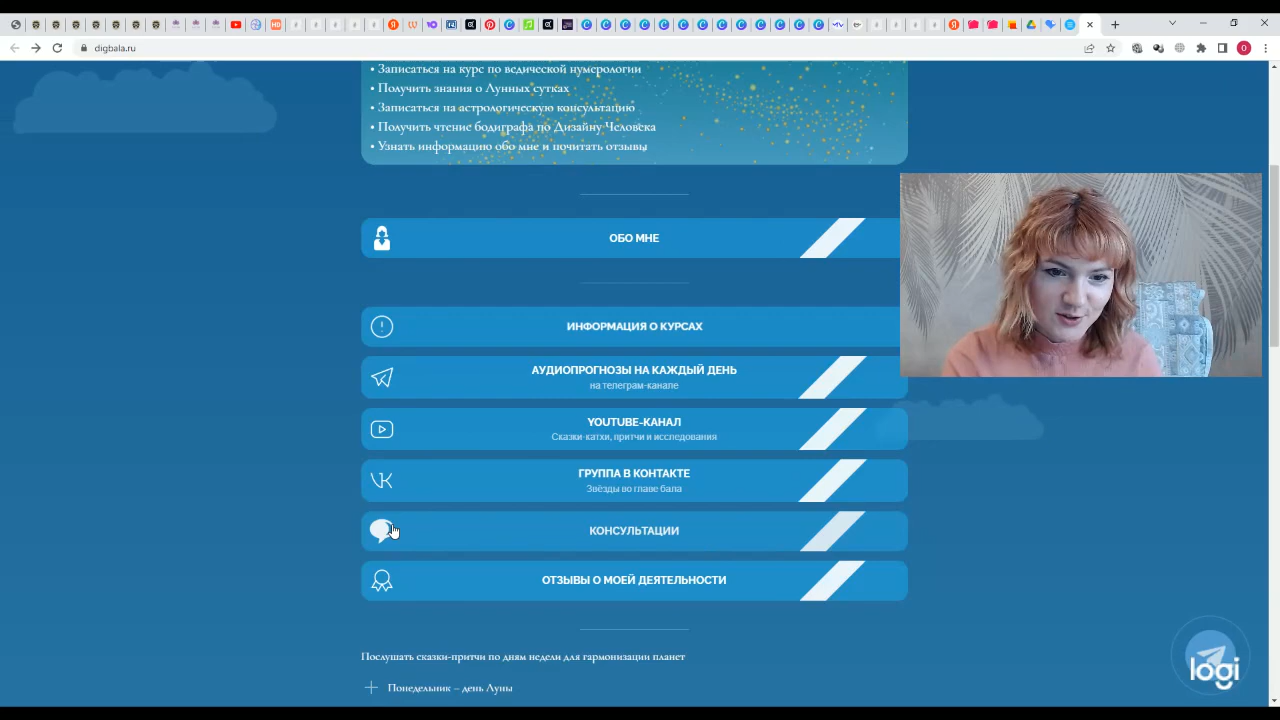 digbala.ru
• Записаться на курс по ведической нумерологии
• Получить знания о Лунных сутках
• Записаться на астрологическую консультацию
• Получить чтение бодиграфа по Дизайну Человека
• Узнать информацию обо мне и почитать отзывы
ОБО МНЕ
ИНФОРМАЦИЯ О КУРСАХ
АУДИОПРОГНОЗЫ НА КАЖДЫЙ ДЕНЬ
на телеграм-канале
YOUTUBE-КАНАЛ
Сказки-катхи, притчи и исследования
ГРУППА В КОНТАКТЕ
Звёзды во главе бала
КОНСУЛЬТАЦИИ
ОТЗЫВЫ О МОЕЙ ДЕЯТЕЛЬНОСТИ
Послушать сказки-притчи по дням недели для гармонизации планет
Понедельник – день Луны
logi